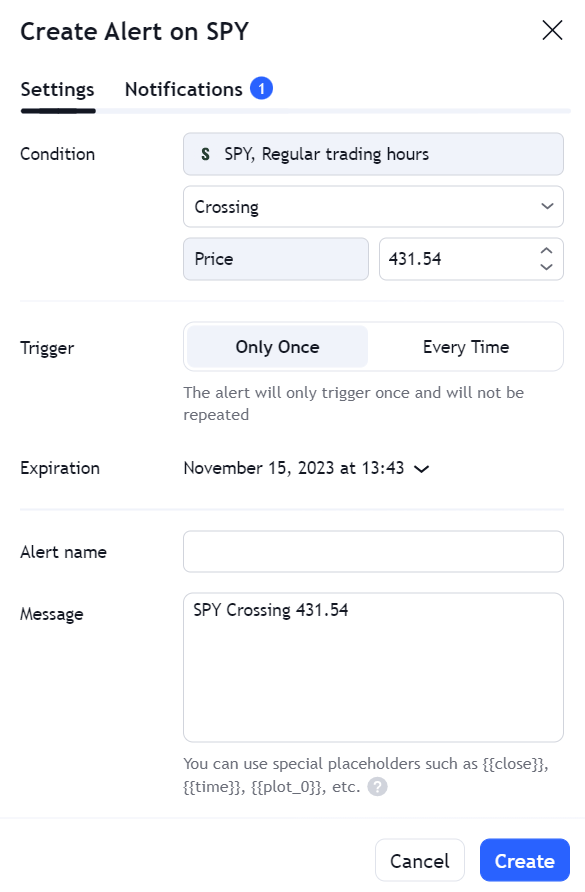 Create Alert on SPY
Settings Notifications 1
Condition
S SPY, Regular trading hours
Crossing
Price 431.54
Trigger
Only Once Every Time
The alert will only trigger once and will not be
repeated
Expiration November 15, 2023 at 13:43
Alert name
Message
SPY Crossing 431.54
You can use special placeholders such as {{close}},
{{time}}, {{plot_0}}, etc. ?
Cancel Create